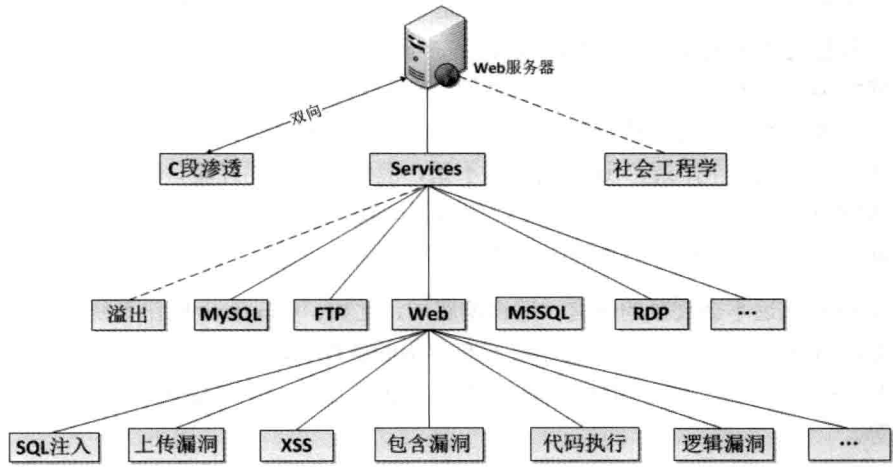 Web服务器
双向
C段渗透
Services
社会工程学
溢出
MySQL
FTP
Web
MSSQL
RDP
...
SQL注入
上传漏洞
XSS
包含漏洞
代码执行
逻辑漏洞
...